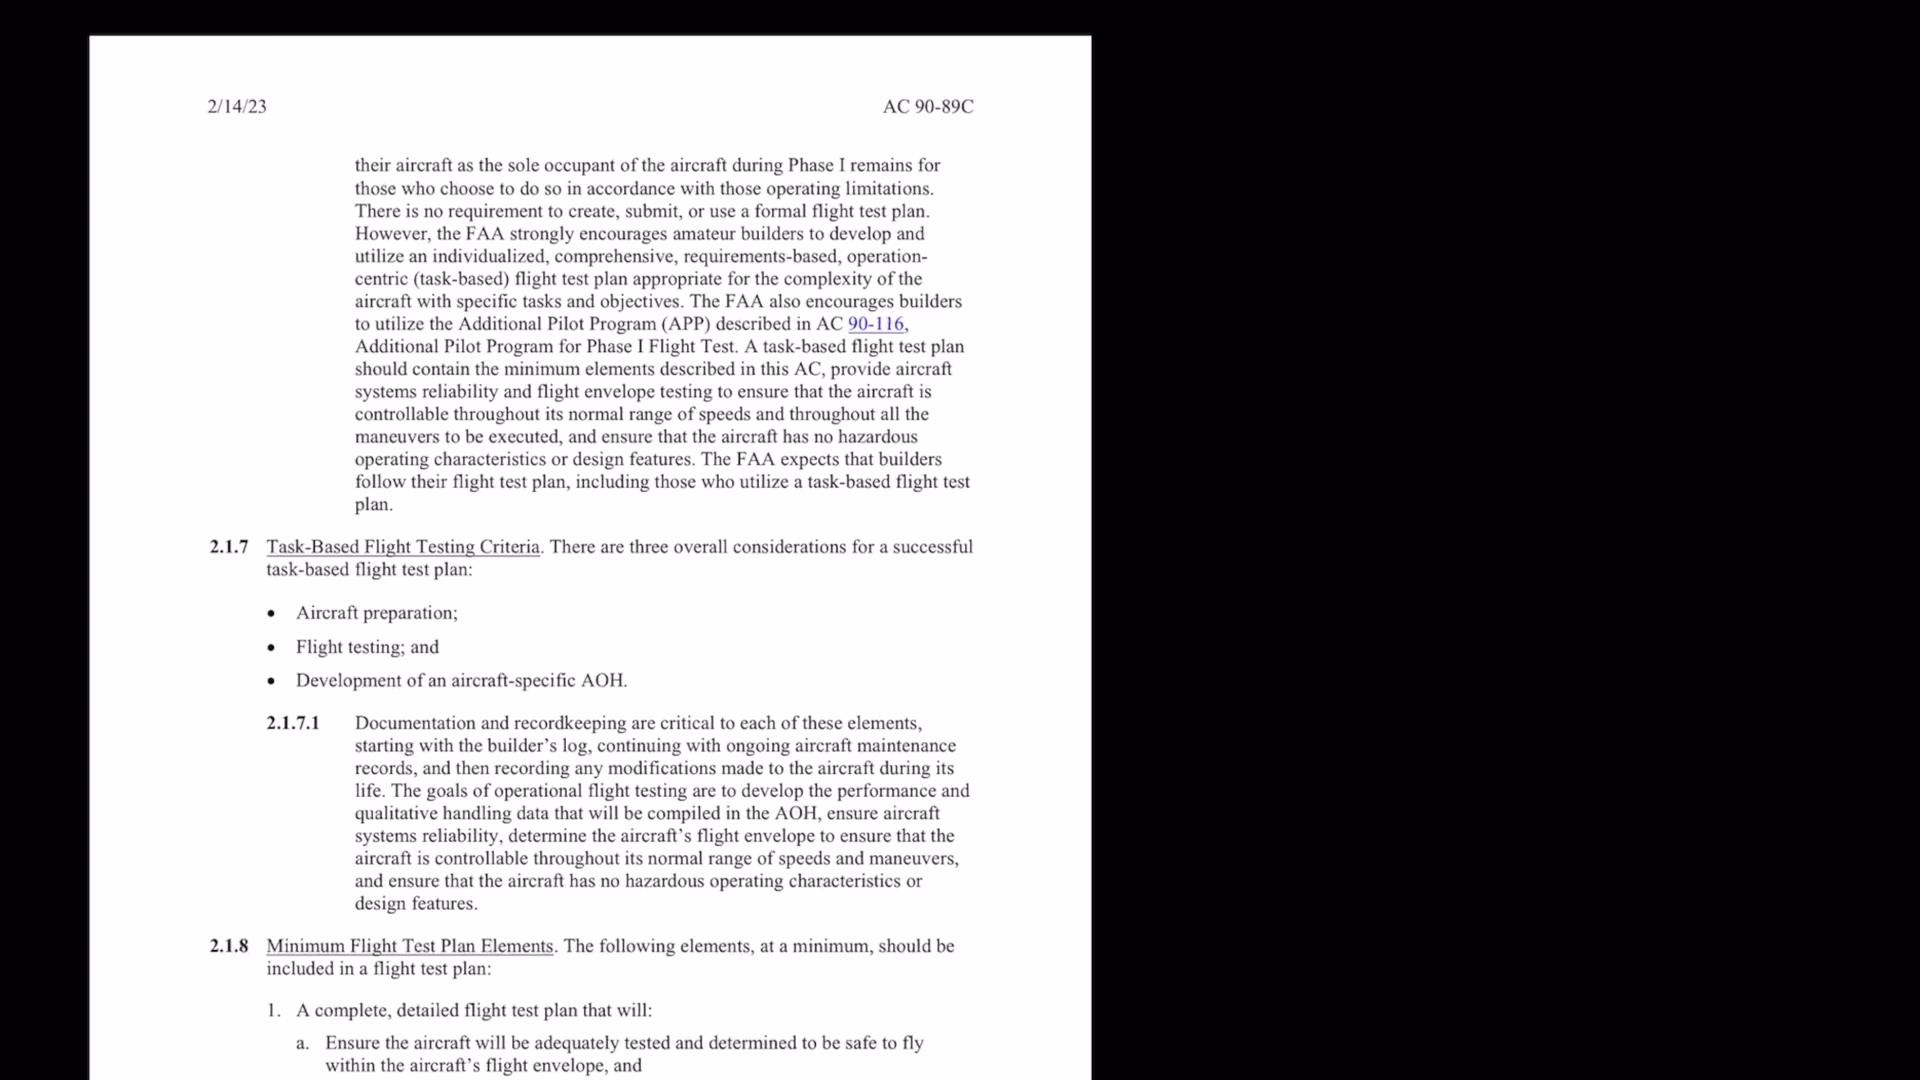 2/14/23 AC 90-89C
their aircraft as the sole occupant of the aircraft during Phase I remains for
those who choose to do so in accordance with those operating limitations.
There is no requirement to create, submit, or use a formal flight test plan.
However, the FAA strongly encourages amateur builders to develop and
utilize an individualized, comprehensive, requirements-based, operation-
centric (task-based) flight test plan appropriate for the complexity of the
aircraft with specific tasks and objectives. The FAA also encourages builders
to utilize the Additional Pilot Program (APP) described in AC 90-116,
Additional Pilot Program for Phase I Flight Test. A task-based flight test plan
should contain the minimum elements described in this AC, provide aircraft
systems reliability and flight envelope testing to ensure that the aircraft is
controllable throughout its normal range of speeds and throughout all the
maneuvers to be executed, and ensure that the aircraft has no hazardous
operating characteristics or design features. The FAA expects that builders
follow their flight test plan, including those who utilize a task-based flight test
plan.
2.1.7 Task-Based Flight Testing Criteria. There are three overall considerations for a successful
task-based flight test plan:
• Aircraft preparation;
• Flight testing; and
• Development of an aircraft-specific AOH.
2.1.7.1 Documentation and recordkeeping are critical to each of these elements,
starting with the builder’s log, continuing with ongoing aircraft maintenance
records, and then recording any modifications made to the aircraft during its
life. The goals of operational flight testing are to develop the performance and
qualitative handling data that will be compiled in the AOH, ensure aircraft
systems reliability, determine the aircraft’s flight envelope to ensure that the
aircraft is controllable throughout its normal range of speeds and maneuvers,
and ensure that the aircraft has no hazardous operating characteristics or
design features.
2.1.8 Minimum Flight Test Plan Elements. The following elements, at a minimum, should be
included in a flight test plan:
1. A complete, detailed flight test plan that will:
a. Ensure the aircraft will be adequately tested and determined to be safe to fly
within the aircraft’s flight envelope, and